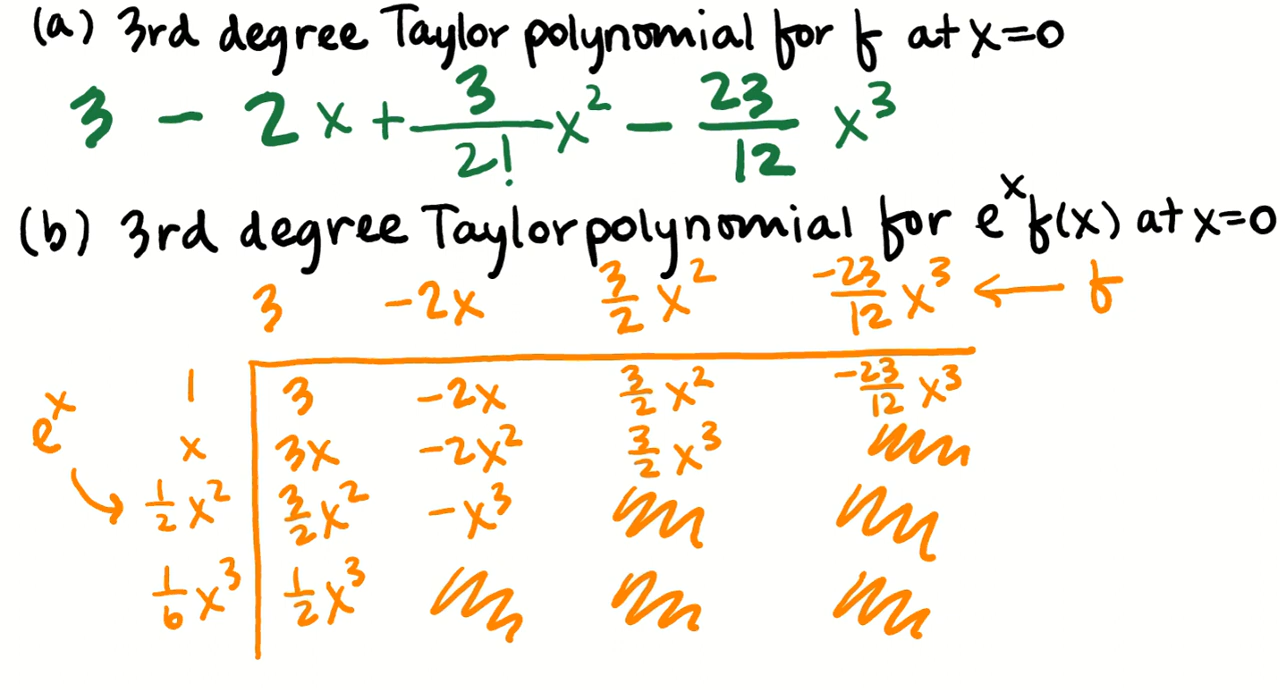 (a) 3rd degree Taylor polynomial for f at x=0
3 - 2x + 3/2! x² - 23/12 x³
(b) 3rd degree Taylor polynomial for eˣf(x) at x=0
3 -2x 3/2 x² -23/12 x³ ← f
1 3 -2x 3/2 x² -23/12 x³
eˣ
x 3x -2x² 3/2 x³
1/2 x² 3/2 x² -x³
1/6 x³ 1/2 x³